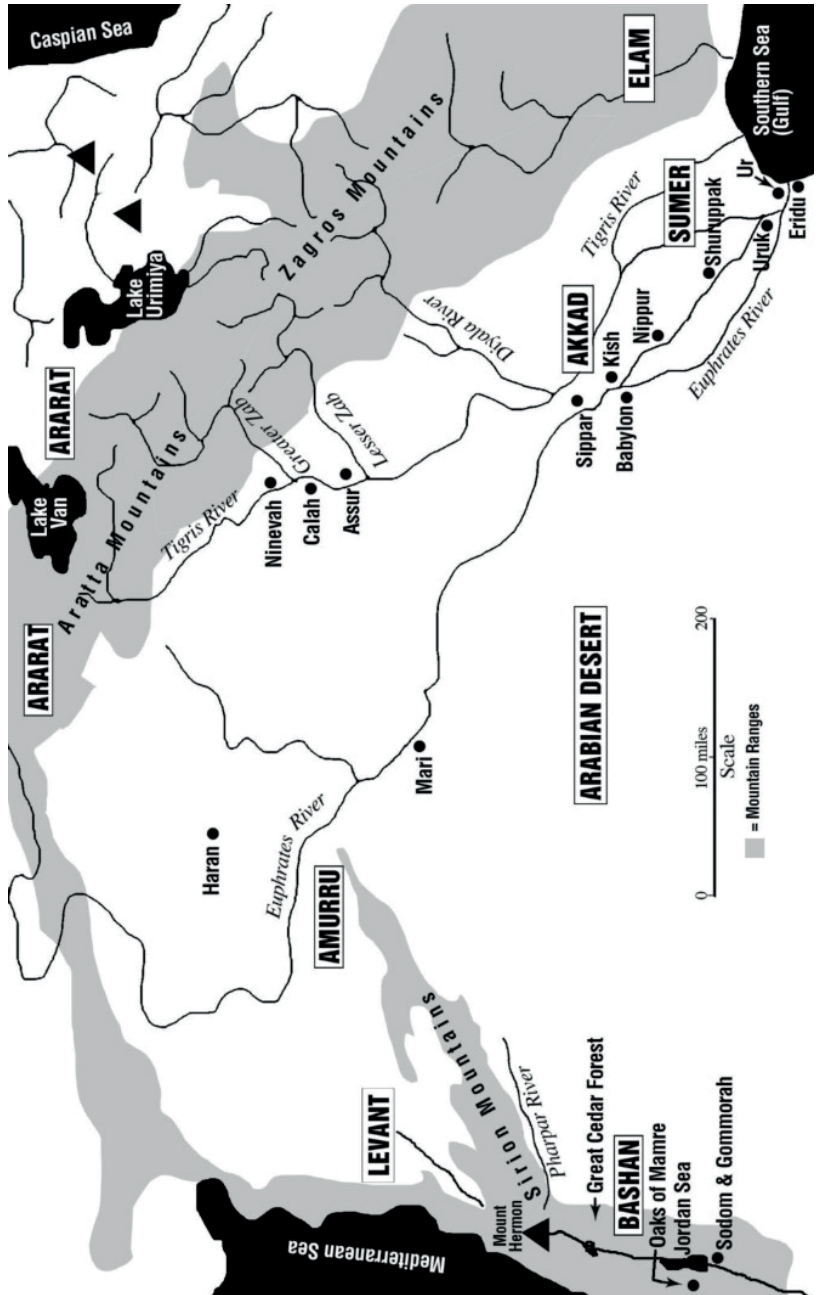 Caspian Sea
Lake
Urimiya
ARARAT
Lake
Van
ARARAT
Aratta Mountains
Zagros Mountains
ELAM
Tigris River
Greater Zab
Lesser Zab
Diyala River
Ninevah
Calah
Assur
Tigris River
SUMER
Southern Sea
(Gulf)
Ur
Eridu
Uruk
Shuruppak
AKKAD
Nippur
Kish
Sippar
Babylon
Euphrates River
Haran
Euphrates River
Mari
AMURRU
ARABIAN DESERT
0
100 miles
200
Scale
= Mountain Ranges
LEVANT
Sirion Mountains
Pharpar River
Mediterranean Sea
Mount
Hermon
Great Cedar Forest
BASHAN
Oaks of Mamre
Jordan Sea
Sodom & Gommorah